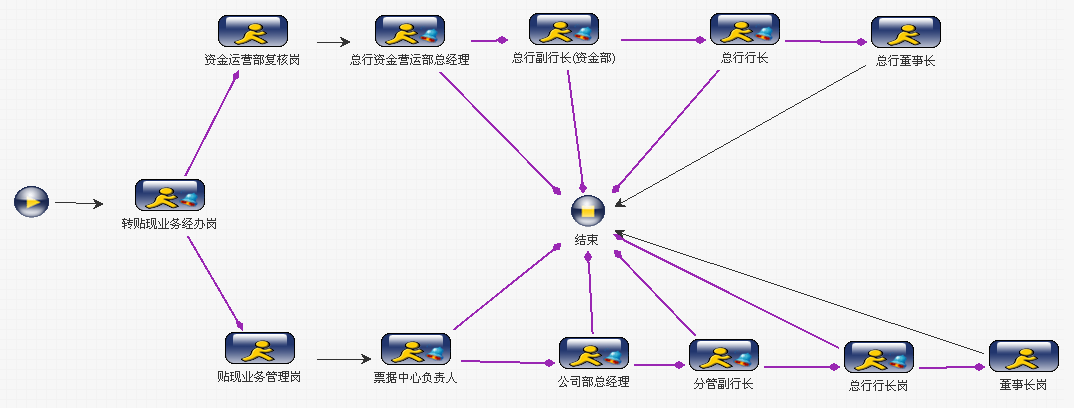 资金运营部复核岗
总行资金营运部总经理
总行副行长(资金部)
总行行长
总行董事长
转贴现业务经办岗
结束
贴现业务管理岗
票据中心负责人
公司部总经理
分管副行长
总行行长岗
董事长岗